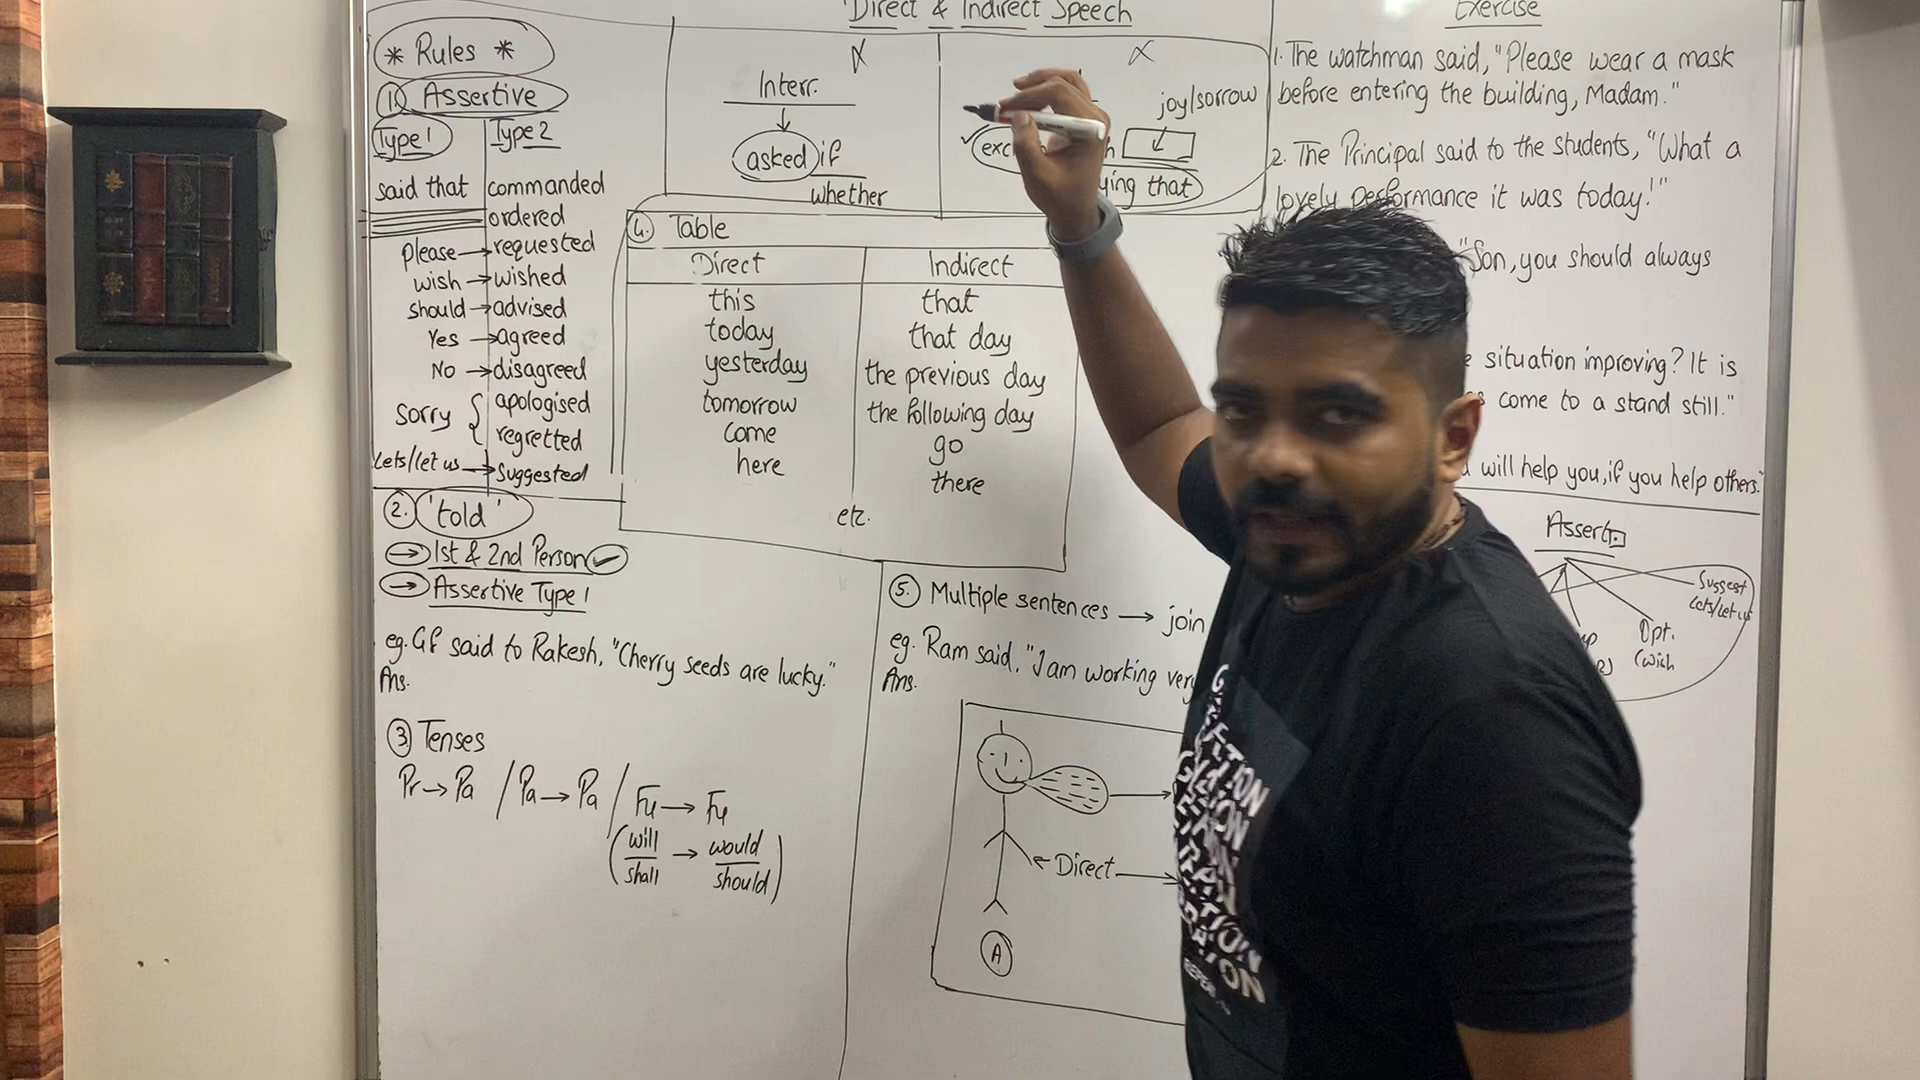 Direct & Indirect Speech
* Rules *
1. Assertive
Type 1
Type 2
said that
commanded
ordered
Please → requested
wish → wished
should → advised
Yes → agreed
No → disagreed
Sorry { apologised
regretted
Lets/let us → suggested
Interr.
asked if
whether
joy/sorrow
ying that
2. 'told'
→ 1st & 2nd Person
→ Assertive Type 1
eg. GF said to Rakesh, "Cherry seeds are lucky."
Ans.
3 Tenses
Pr → Pa / Pa → Pa / Fu → Fu
(will → would
shall should)
4. Table
Direct Indirect
this that
today that day
yesterday the previous day
tomorrow the following day
come go
here there
etc.
5. Multiple sentences → join
eg. Ram said, "I am working very
Ans.
← Direct →
A
Exercise
1. The watchman said, "Please wear a mask
before entering the building, Madam."
2. The Principal said to the students, "What a
lovely performance it was today!"
"Son, you should always
situation improving? It is
come to a stand still."
will help you, if you help others."
Assert
Suggest
Lets/Let us
Opt.
(wish